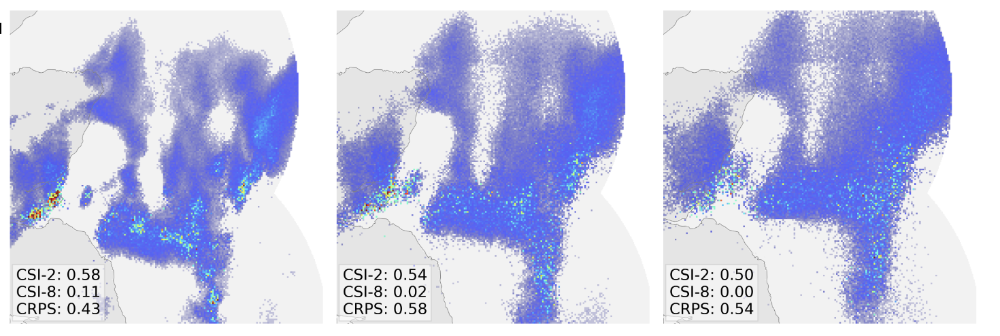 CSI-2: 0.58
CSI-8: 0.11
CRPS: 0.43
CSI-2: 0.54
CSI-8: 0.02
CRPS: 0.58
CSI-2: 0.50
CSI-8: 0.00
CRPS: 0.54